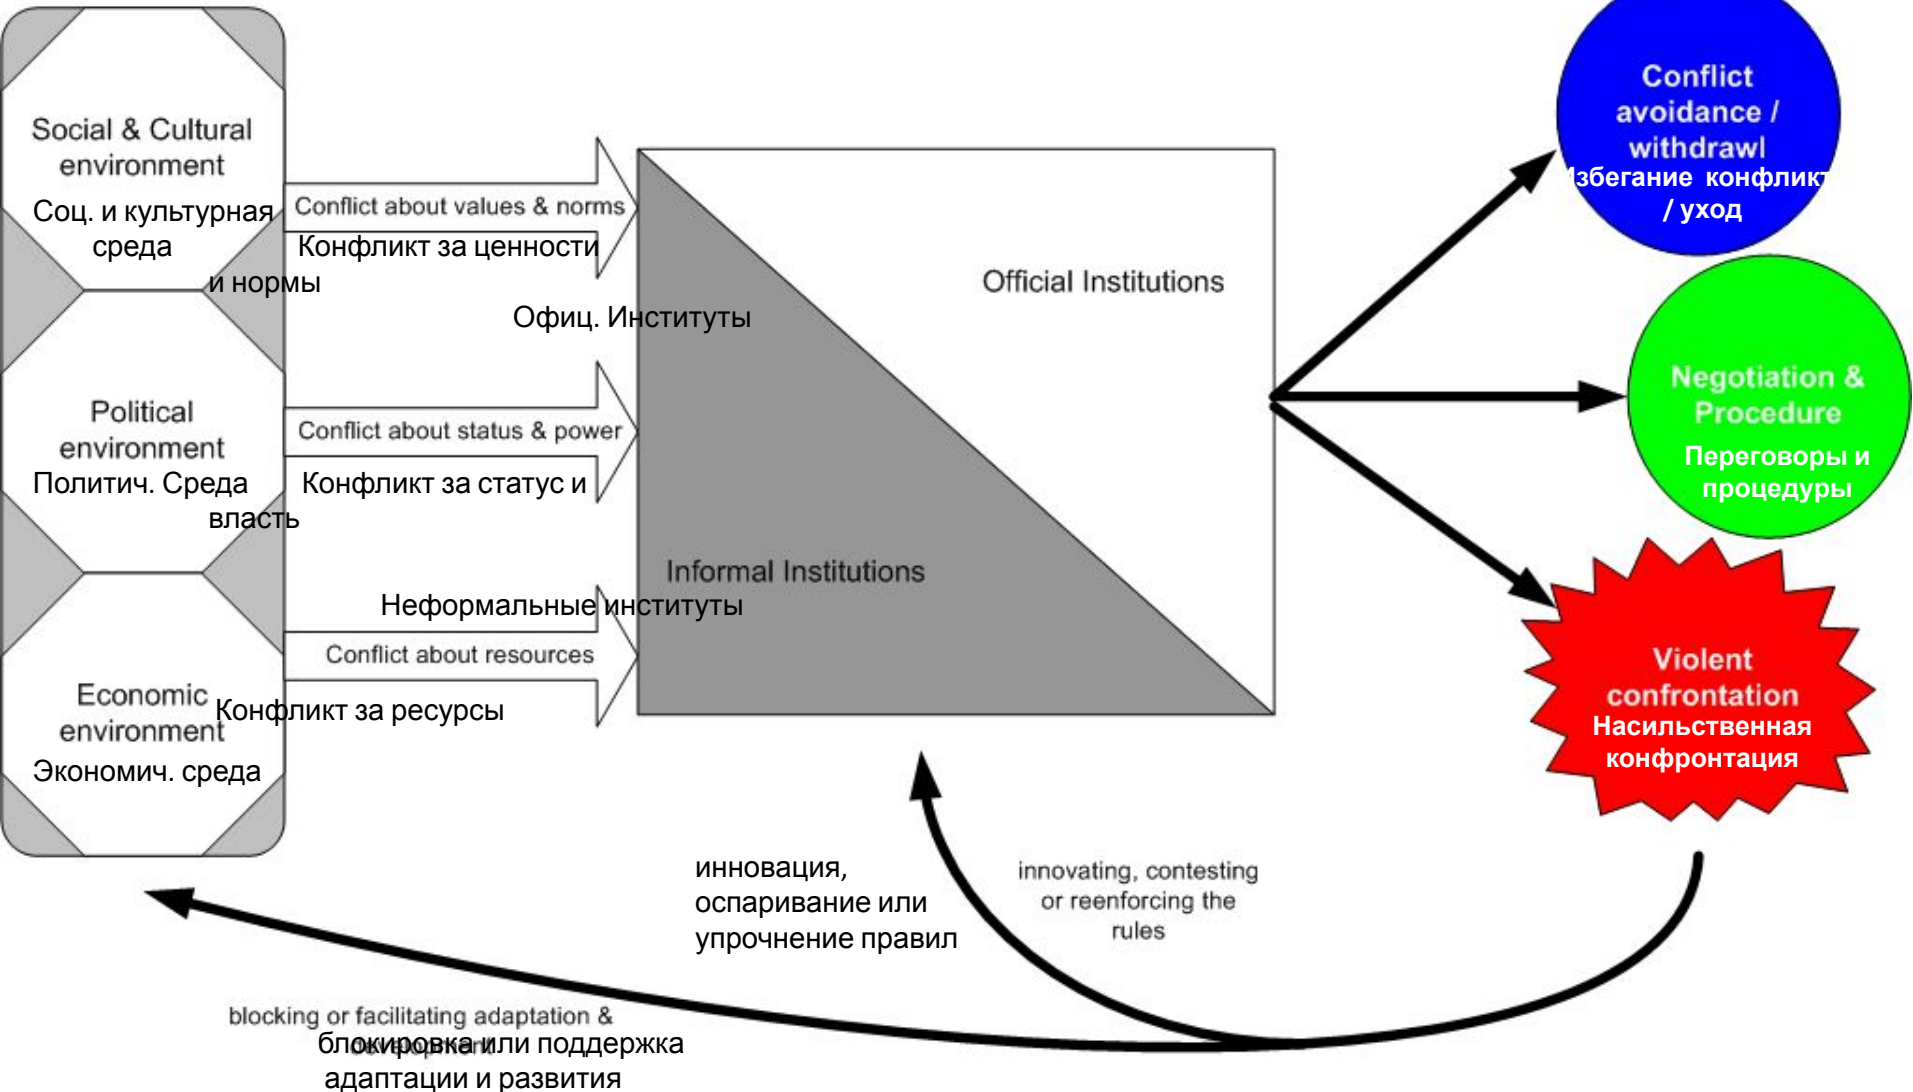 Social & Cultural
environment
Соц. и культурная
среда
Conflict about values & norms
Конфликт за ценности
и нормы
Official Institutions
Офиц. Институты
Political
environment
Политич. Среда
Conflict about status & power
Конфликт за статус и
власть
Informal Institutions
Неформальные институты
Economic
environment
Экономич. среда
Conflict about resources
Конфликт за ресурсы
Conflict
avoidance /
withdrawl
Избегание конфликт
/ уход
Negotiation &
Procedure
Переговоры и
процедуры
Violent
confrontation
Насильственная
конфронтация
инновация,
оспаривание или
упрочнение правил
innovating, contesting
or reenforcing the
rules
blocking or facilitating adaptation &
development
блокировка или поддержка
адаптации и развития